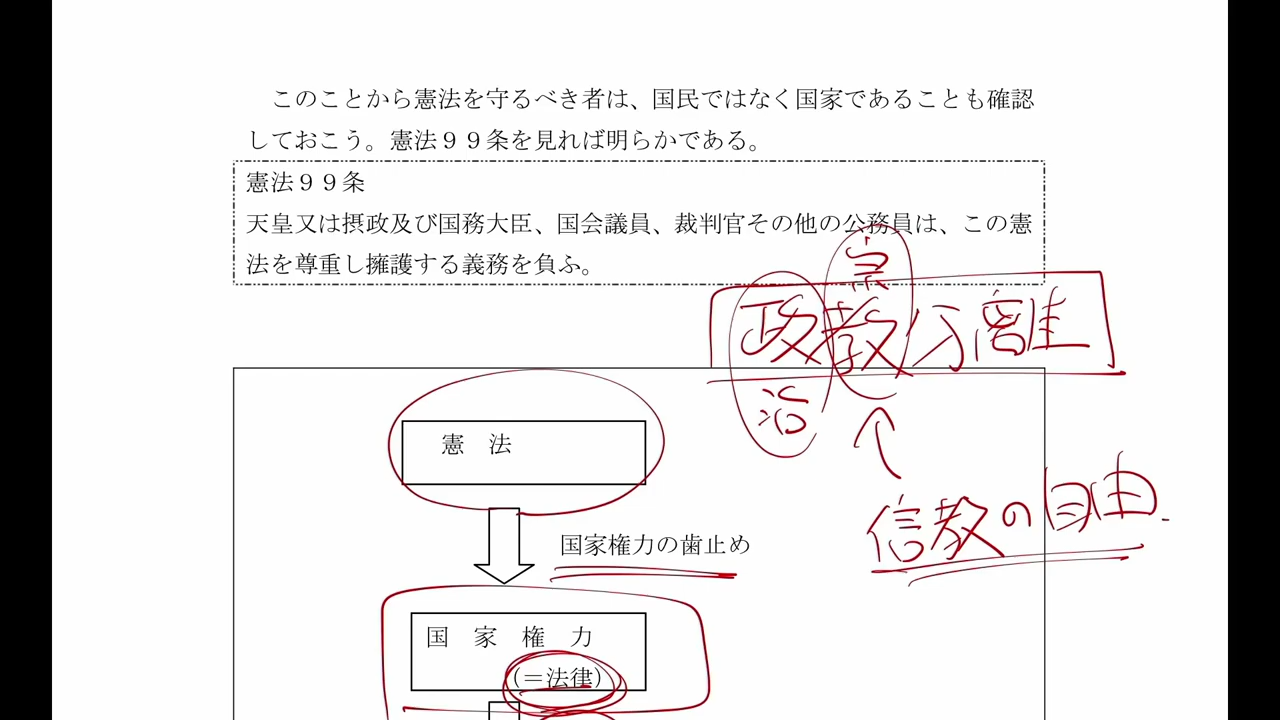 このことから憲法を守るべき者は、国民ではなく国家であることも確認
しておこう。憲法９９条を見れば明らかである。
憲法９９条
天皇又は摂政及び国務大臣、国会議員、裁判官その他の公務員は、この憲
法を尊重し擁護する義務を負ふ。
宗
政教分離
治
憲　法
信教の自由
国家権力の歯止め
国　家　権　力
（＝法律）